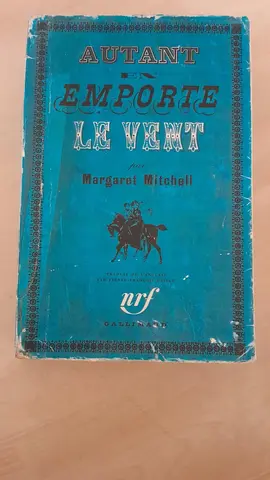 AUTANT
EN
EMPORTE
LE VENT
par
Margaret Mitchell
nrf
GALLIMARD